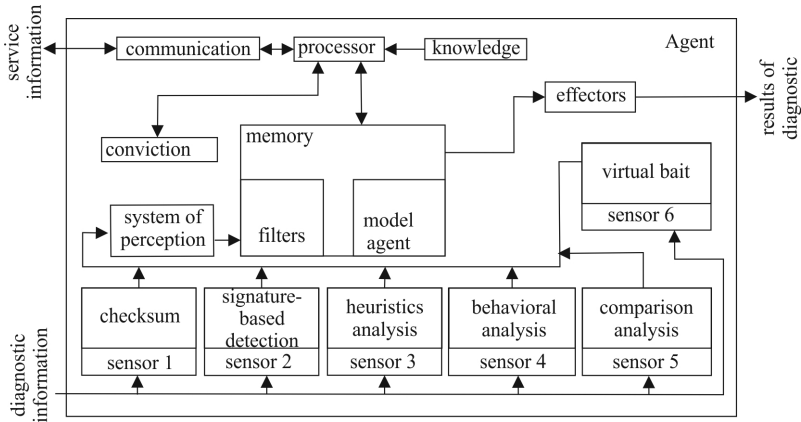 service
information
communication
processor
knowledge
Agent
effectors
results of
diagnostic
conviction
memory
filters
model
agent
virtual bait
sensor 6
system of
perception
checksum
sensor 1
signature-
based
detection
sensor 2
heuristics
analysis
sensor 3
behavioral
analysis
sensor 4
comparison
analysis
sensor 5
diagnostic
information